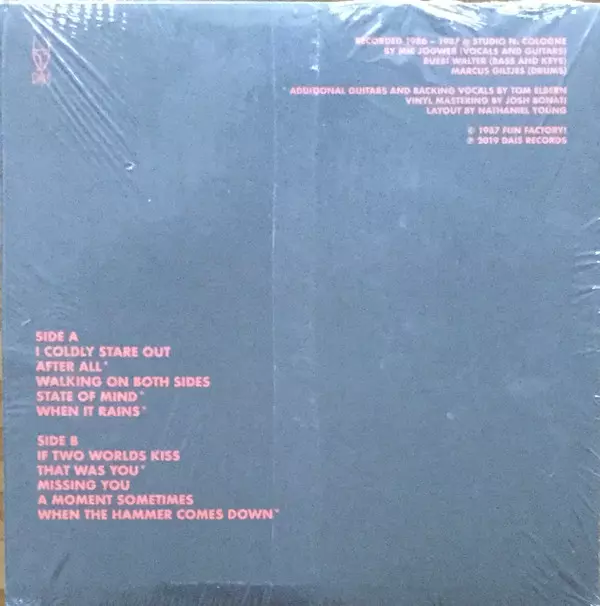 RECORDED 1986 – 1987 @ STUDIO N, COLOGNE
BY MIK JOGWER (VOCALS AND GUITARS)
BUBBI WALTER (BASS AND KEYS)
MARCUS GILTJES (DRUMS)
* ADDITIONAL GUITARS AND BACKING VOCALS BY TOM ELBERN
VINYL MASTERING BY JOSH BONATI
LAYOUT BY NATHANIEL YOUNG
© 1987 FUN FACTORY!
℗ 2019 DAIS RECORDS
SIDE A
I COLDLY STARE OUT
AFTER ALL*
WALKING ON BOTH SIDES
STATE OF MIND*
WHEN IT RAINS*
SIDE B
IF TWO WORLDS KISS
THAT WAS YOU*
MISSING YOU
A MOMENT SOMETIMES
WHEN THE HAMMER COMES DOWN*